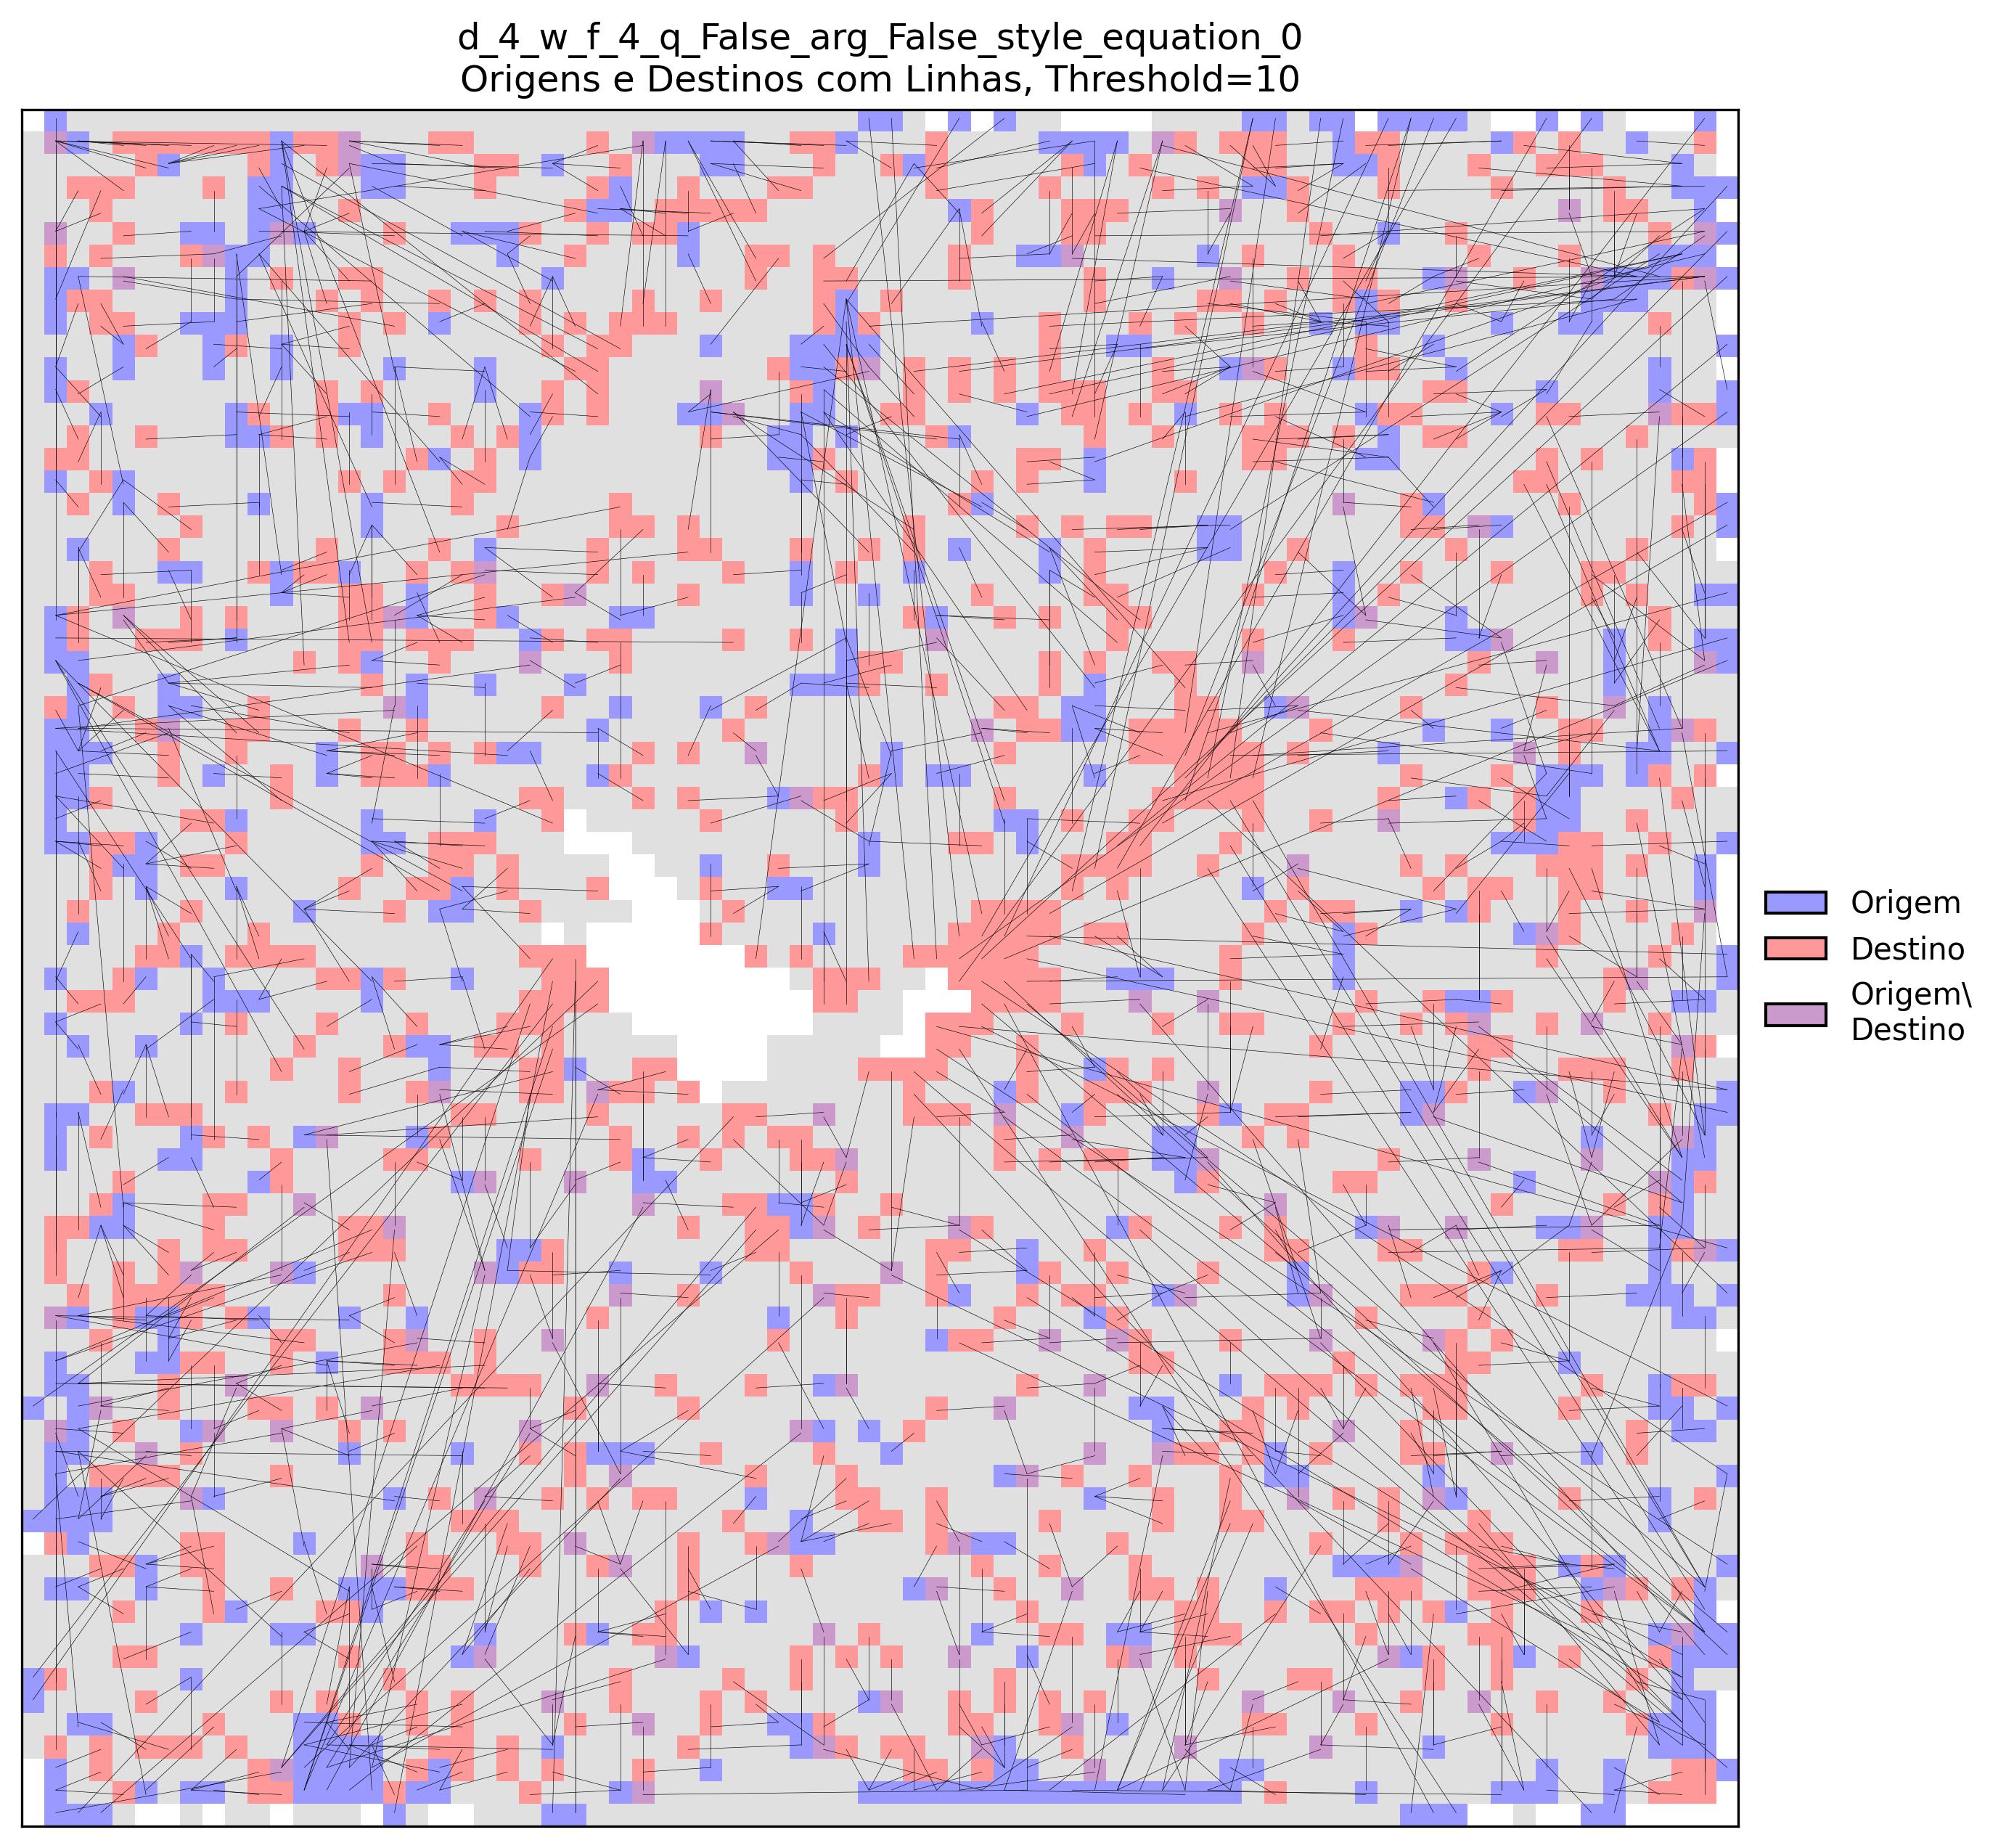 d_4_w_f_4_q_False_arg_False_style_equation_0
Origens e Destinos com Linhas, Threshold=10
Origem
Destino
Origem\
Destino